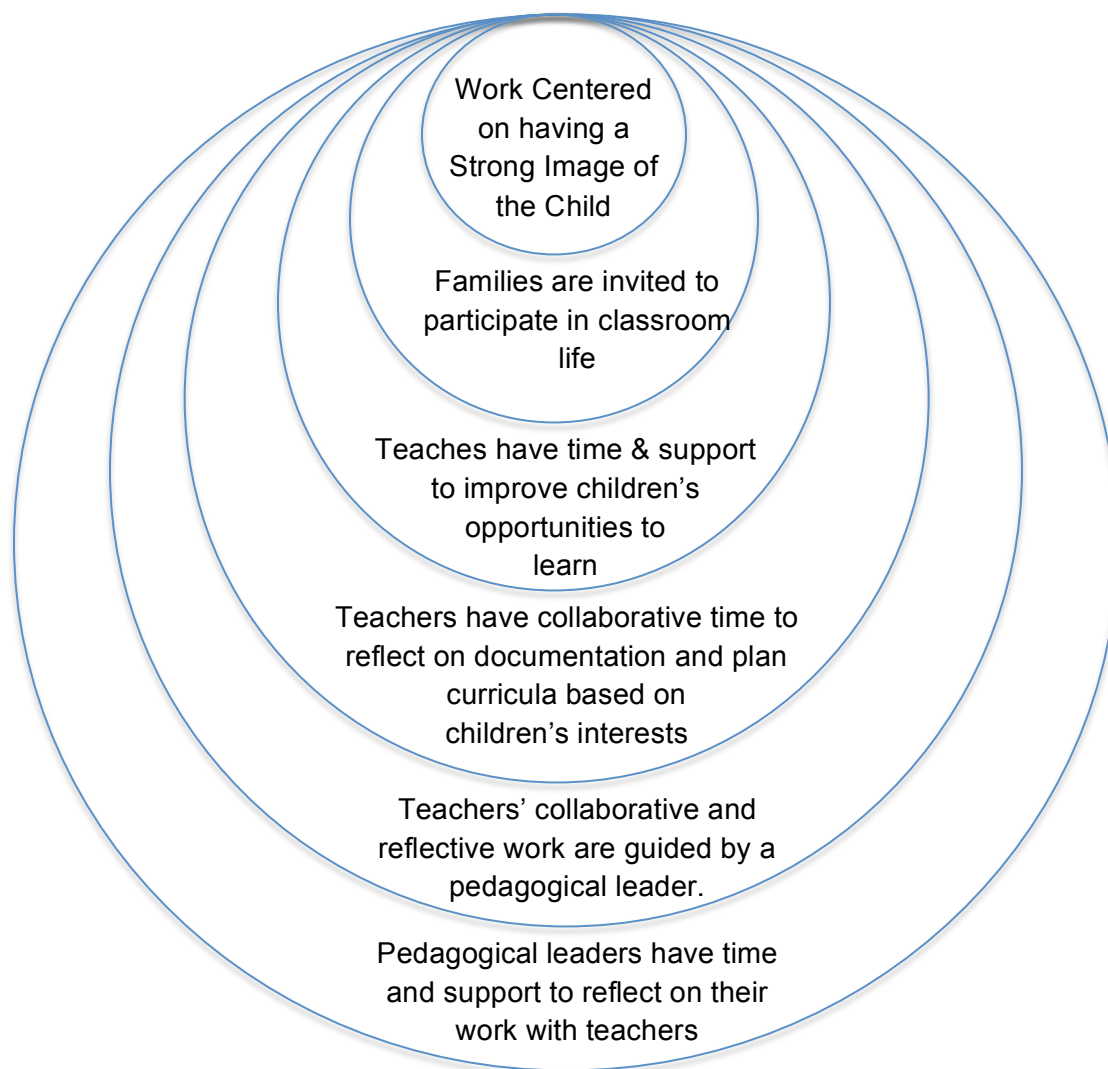 Work Centered
on having a
Strong Image of
the Child
Families are invited to
participate in classroom
life
Teaches have time & support
to improve children’s
opportunities to
learn
Teachers have collaborative time to
reflect on documentation and plan
curricula based on
children’s interests
Teachers’ collaborative and
reflective work are guided by a
pedagogical leader.
Pedagogical leaders have time
and support to reflect on their
work with teachers